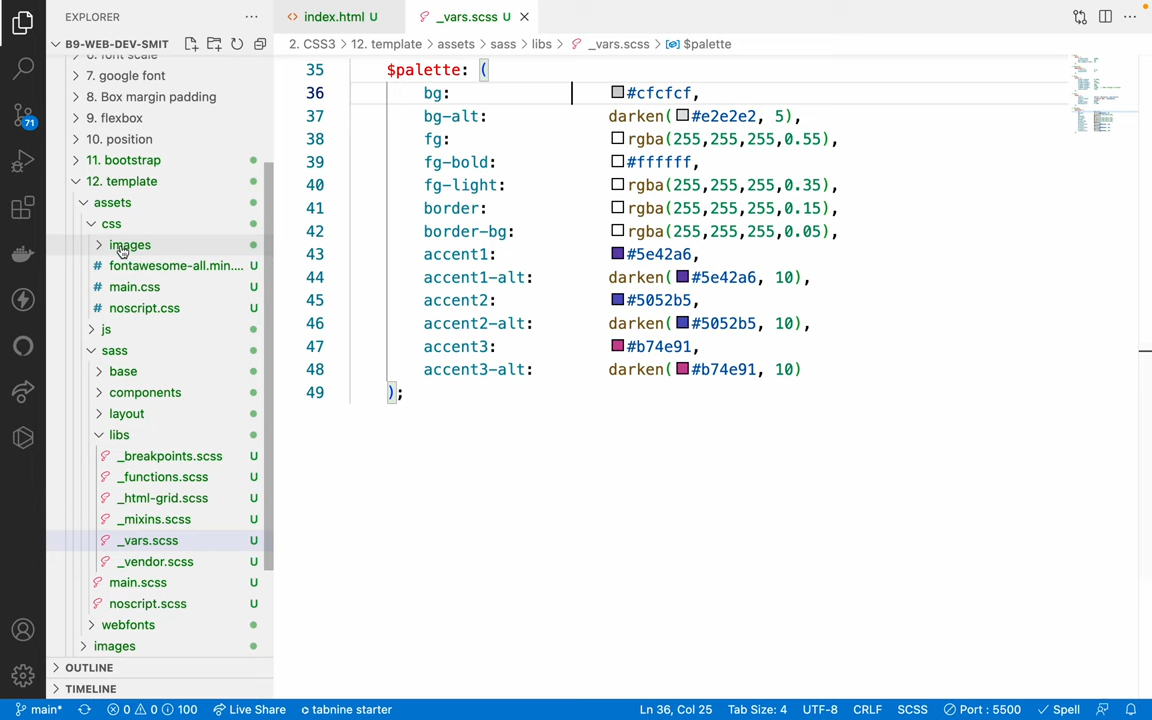 EXPLORER
index.html U
_vars.scss U
B9-WEB-DEV-SMIT
2. CSS3 > 12. template > assets > sass > libs > _vars.scss > $palette
6. font scale
7. google font
8. Box margin padding
9. flexbox
10. position
11. bootstrap
12. template
assets
css
images
fontawesome-all.min.... U
main.css U
noscript.css U
js
sass
base
components
layout
libs
_breakpoints.scss U
_functions.scss U
_html-grid.scss U
_mixins.scss U
_vars.scss U
_vendor.scss U
main.scss U
noscript.scss U
webfonts
images
OUTLINE
TIMELINE
71
35 $palette: (
36 bg: #cfcfcf,
37 bg-alt: darken(#e2e2e2, 5),
38 fg: rgba(255,255,255,0.55),
39 fg-bold: #ffffff,
40 fg-light: rgba(255,255,255,0.35),
41 border: rgba(255,255,255,0.15),
42 border-bg: rgba(255,255,255,0.05),
43 accent1: #5e42a6,
44 accent1-alt: darken(#5e42a6, 10),
45 accent2: #5052b5,
46 accent2-alt: darken(#5052b5, 10),
47 accent3: #b74e91,
48 accent3-alt: darken(#b74e91, 10)
49 );
main* 0 0 100 Live Share tabnine starter Ln 36, Col 25 Tab Size: 4 UTF-8 CRLF SCSS Port : 5500 Spell